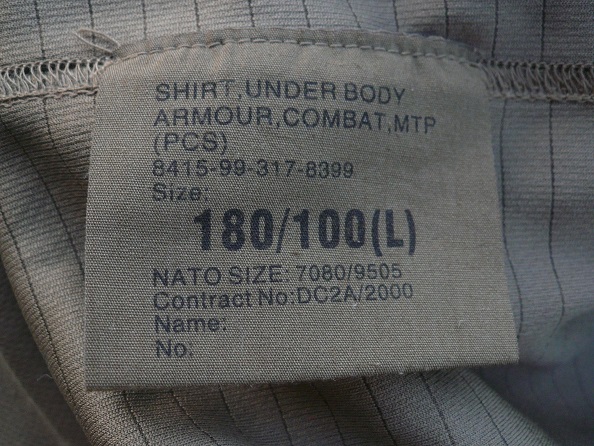 SHIRT,UNDER BODY
ARMOUR,COMBAT,MTP
(PCS)
8415-99-317-8399
Size:
180/100(L)
NATO SIZE: 7080/9505
Contract No:DC2A/2000
Name:
No.